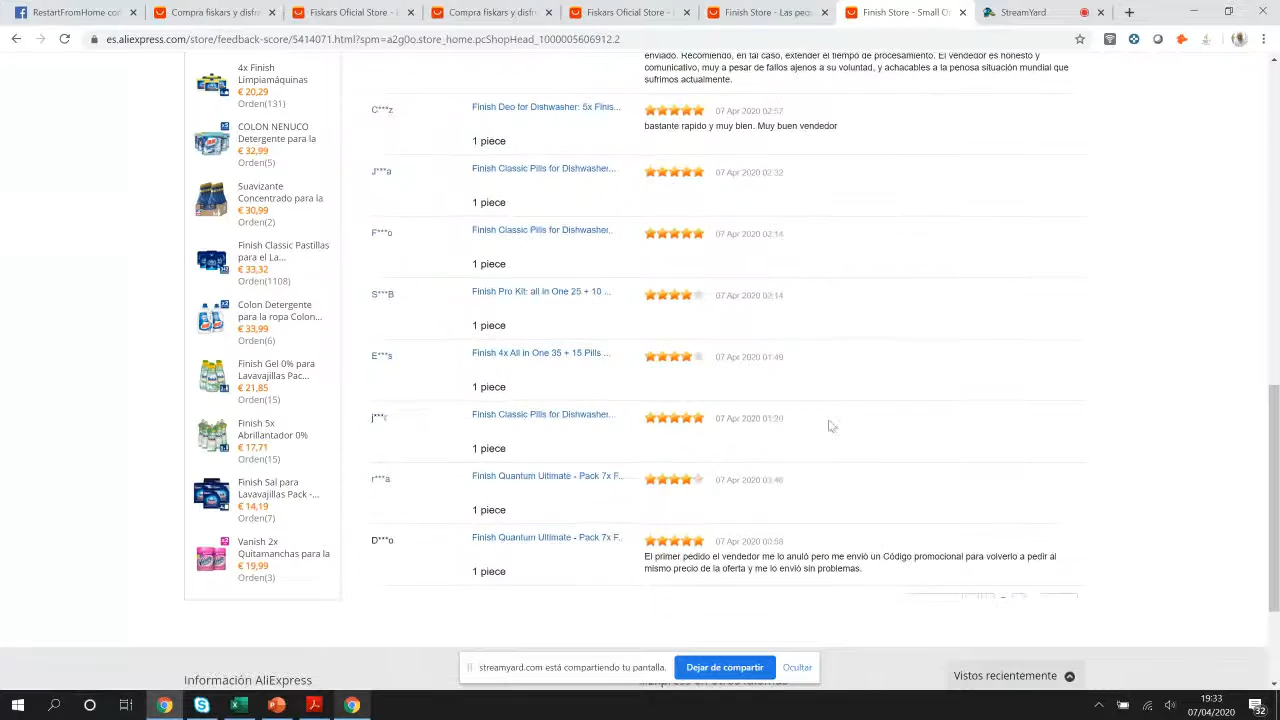 RestartFromHome con
Compra fiskars y disfr
Fiskars Oficial Store -
Compra fiskars y disfr
Fiskars Oficial Store -
Finish Store - Las peo
Finish Store - Small O
StreamYard
es.aliexpress.com/store/feedback-score/5414071.html?spm=a2g0o.store_home.pcShopHead_1000005606912.2
enviado. Recomiendo, en tal caso, extender el tiempo de procesamiento. El vendedor es honesto y
comunicativo, muy a pesar de fallos ajenos a su voluntad, y achacables a la penosa situación mundial que
sufrimos actualmente.
4x Finish
Limpiamáquinas
€ 20,29
Orden(131)
COLON NENUCO
Detergente para la
€ 32,99
Orden(5)
Suavizante
Concentrado para la
€ 30,99
Orden(2)
Finish Classic Pastillas
para el La...
€ 33,32
Orden(1108)
Colon Detergente
para la ropa Colon...
€ 33,99
Orden(6)
Finish Gel 0% para
Lavavajillas Pac...
€ 21,85
Orden(15)
Finish 5x
Abrillantador 0%
€ 17,71
Orden(15)
Finish Sal para
Lavavajillas Pack -...
€ 14,19
Orden(7)
Vanish 2x
Quitamanchas para la
€ 19,99
Orden(3)
C***z Finish Deo for Dishwasher: 5x Finis... 07 Apr 2020 02:57
bastante rapido y muy bien. Muy buen vendedor
1 piece
J***a Finish Classic Pills for Dishwasher... 07 Apr 2020 02:32
1 piece
F***o Finish Classic Pills for Dishwasher.. 07 Apr 2020 02:14
1 piece
S***B Finish Pro Kit: all in One 25 + 10 ... 07 Apr 2020 02:14
1 piece
E***s Finish 4x All in One 35 + 15 Pills ... 07 Apr 2020 01:49
1 piece
j***r Finish Classic Pills for Dishwasher... 07 Apr 2020 01:20
1 piece
r***a Finish Quantum Ultimate - Pack 7x F.. 07 Apr 2020 03:46
1 piece
D***o Finish Quantum Ultimate - Pack 7x F.. 07 Apr 2020 00:58
El primer pedido el vendedor me lo anuló pero me envió un Código promocional para volverlo a pedir al
mismo precio de la oferta y me lo envió sin problemas.
1 piece
streamyard.com está compartiendo tu pantalla. Dejar de compartir Ocultar
Información AliExpress
Vistos recientemente
19:33
07/04/2020
32